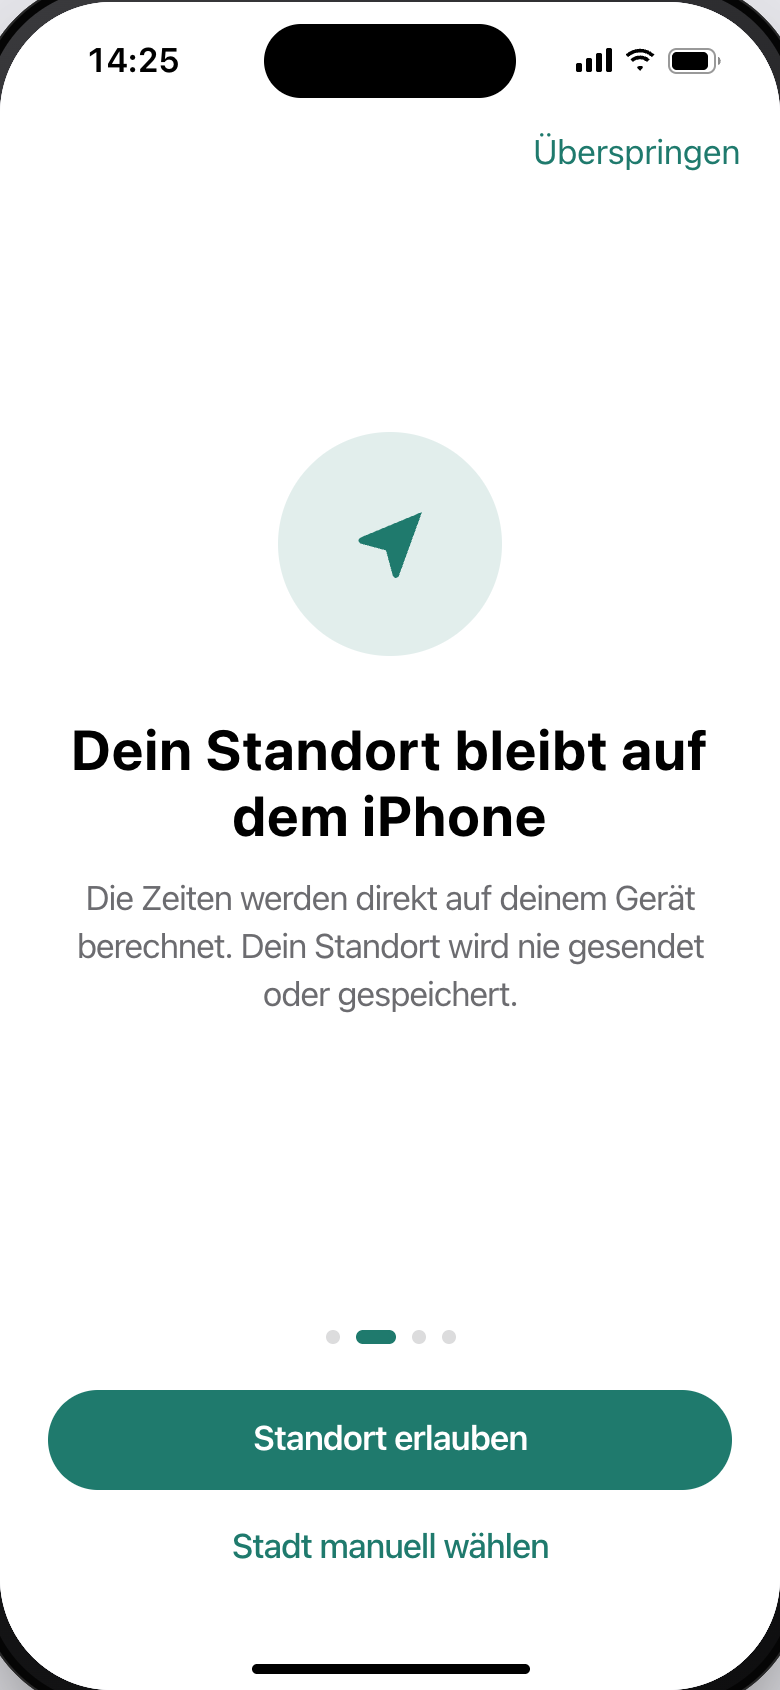 14:25
Überspringen
Dein Standort bleibt auf
dem iPhone
Die Zeiten werden direkt auf deinem Gerät
berechnet. Dein Standort wird nie gesendet
oder gespeichert.
Standort erlauben
Stadt manuell wählen